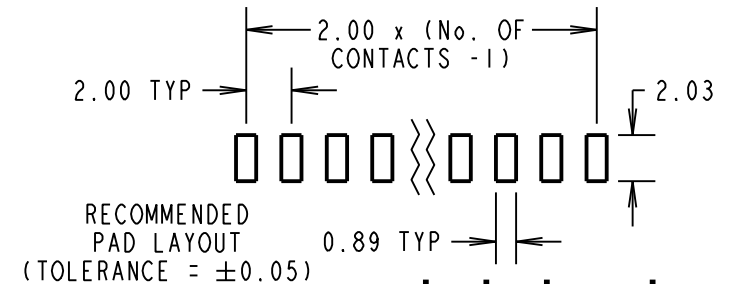 2.00 x (No. OF
CONTACTS -1)
2.00 TYP
2.03
RECOMMENDED
PAD LAYOUT
(TOLERANCE = ±0.05)
0.89 TYP